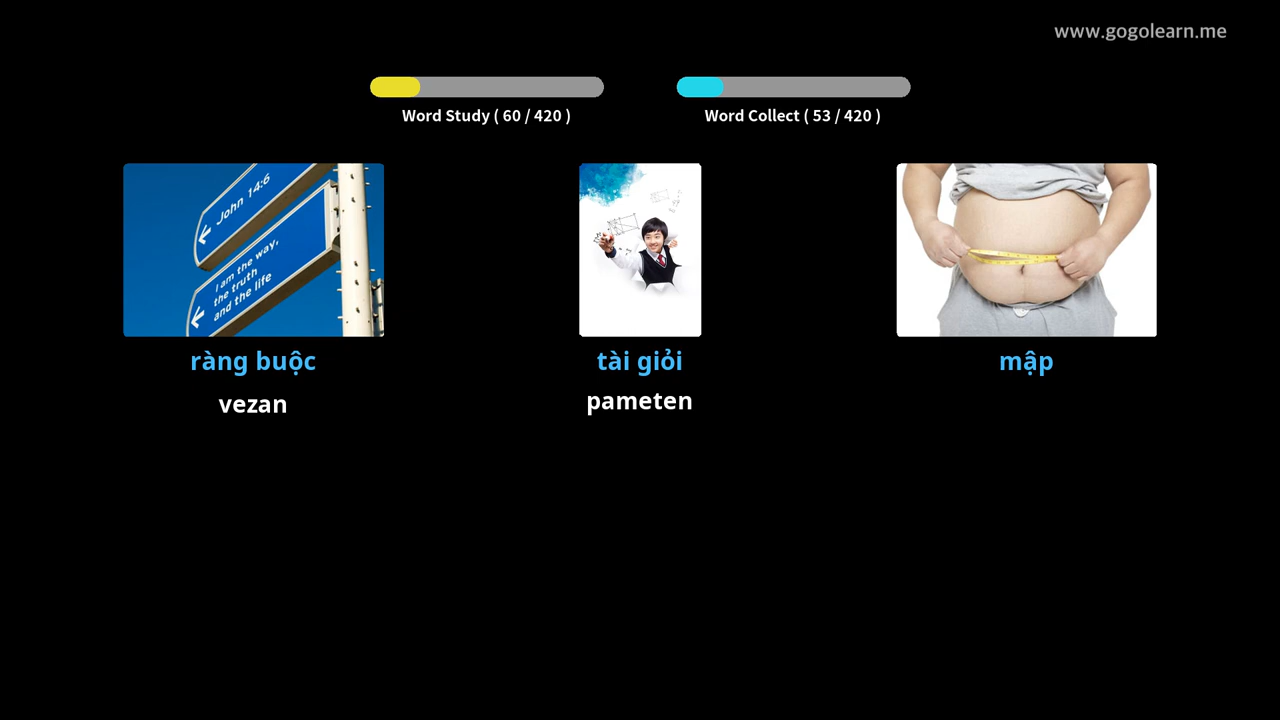 www.gogolearn.me
Word Study ( 60 / 420 )
Word Collect ( 53 / 420 )
John 14:6
I am the way,
the truth
and the life
ràng buộc
tài giỏi
mập
vezan
pameten